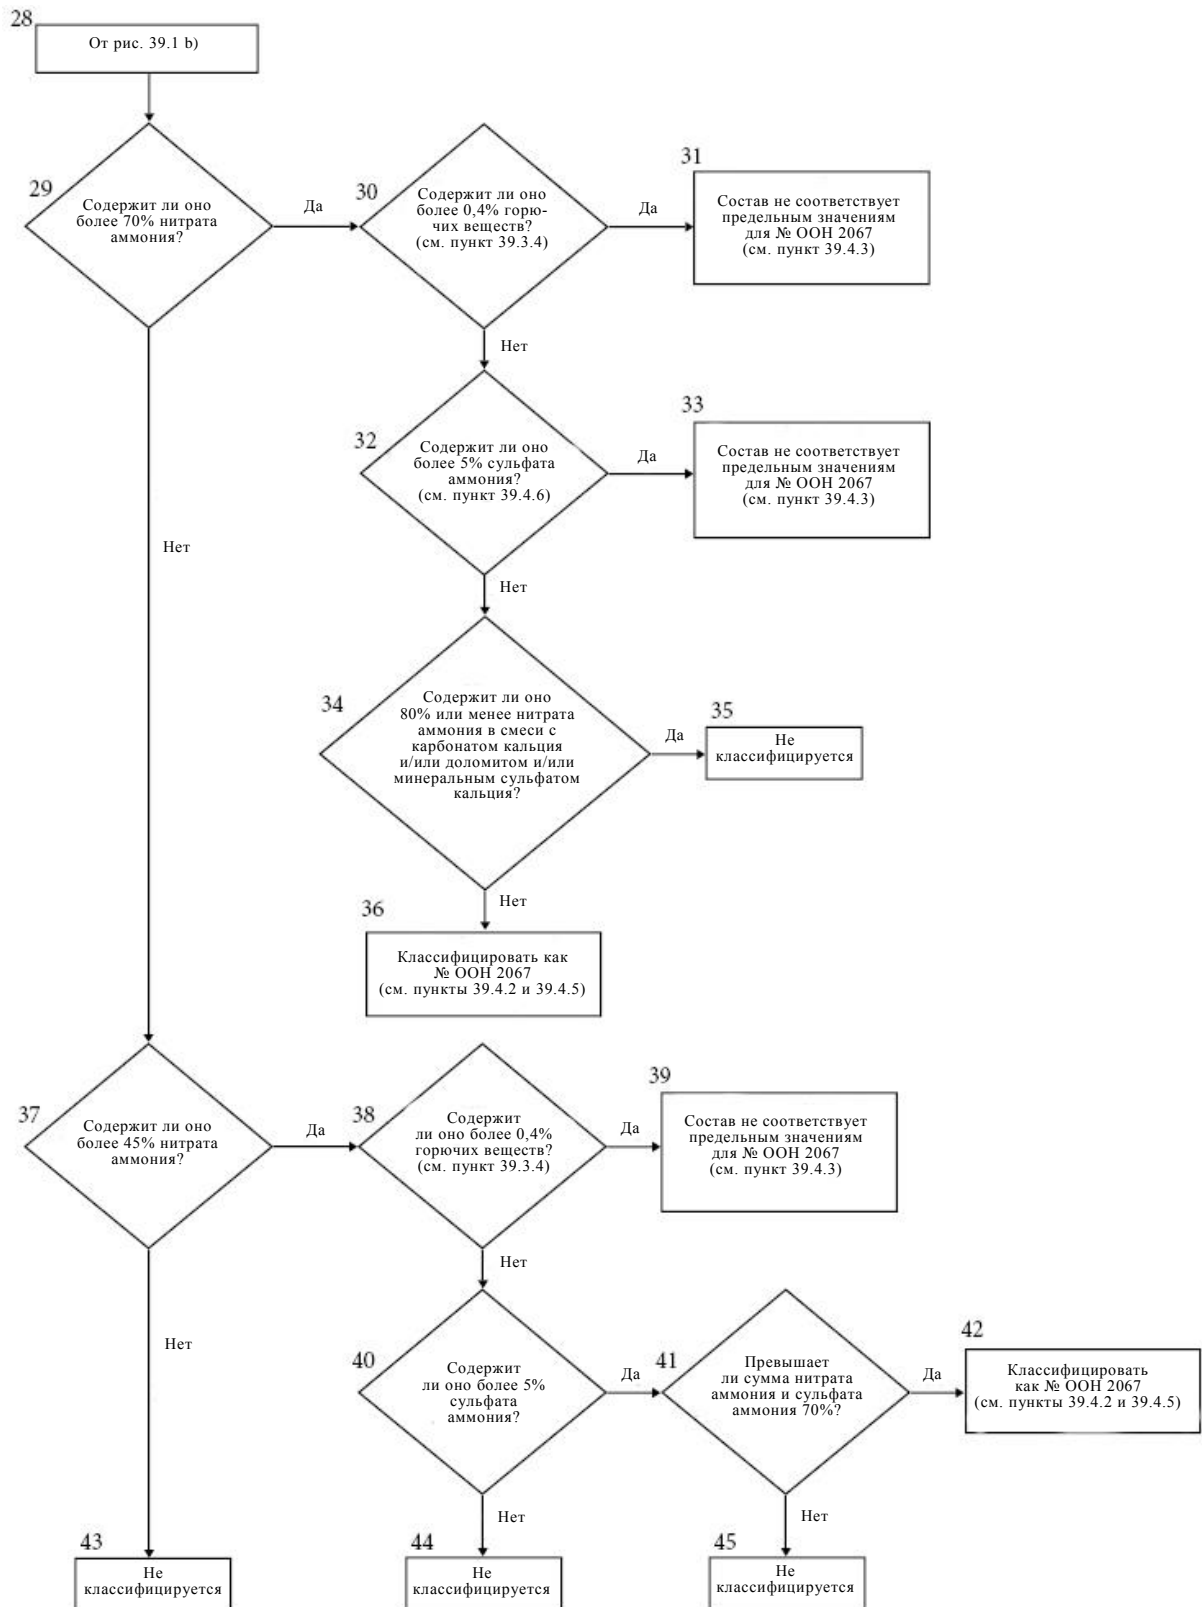 28
От рис. 39.1 b)
29
Содержит ли оно
более 70% нитрата
аммония?
Да
30
Содержит ли оно
более 0,4% горю-
чих веществ?
(см. пункт 39.3.4)
Да
31
Состав не соответствует
предельным значениям
для № ООН 2067
(см. пункт 39.4.3)
Нет
32
Содержит ли оно
более 5% сульфата
аммония?
(см. пункт 39.4.6)
Да
33
Состав не соответствует
предельным значениям
для № ООН 2067
(см. пункт 39.4.3)
Нет
Нет
34
Содержит ли оно
80% или менее нитрата
аммония в смеси с
карбонатом кальция
и/или доломитом и/или
минеральным сульфатом
кальция?
Да
35
Не
классифицируется
Нет
36
Классифицировать как
№ ООН 2067
(см. пункты 39.4.2 и 39.4.5)
37
Содержит ли оно
более 45% нитрата
аммония?
Да
38
Содержит
ли оно более 0,4%
горючих веществ?
(см. пункт 39.3.4)
Да
39
Состав не соответствует
предельным значениям
для № ООН 2067
(см. пункт 39.4.3)
Нет
Нет
40
Содержит
ли оно более 5%
сульфата
аммония?
Да
41
Превышает
ли сумма нитрата
аммония и сульфата
аммония 70%?
Да
42
Классифицировать
как № ООН 2067
(см. пункты 39.4.2 и 39.4.5)
Нет
Нет
43
Не
классифицируется
44
Не
классифицируется
45
Не
классифицируется